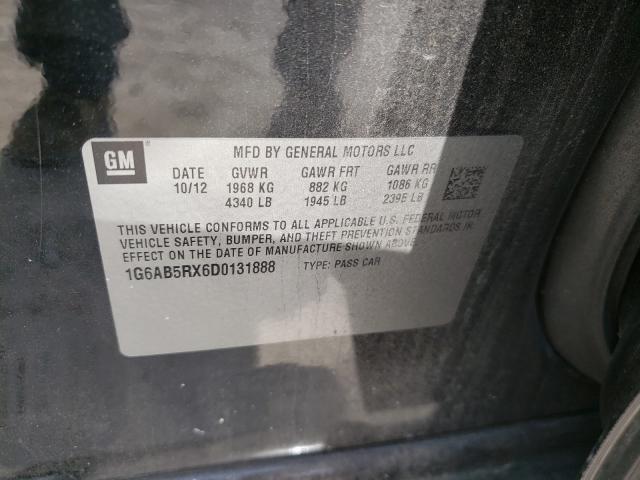 GM
MFD BY GENERAL MOTORS LLC
DATE GVWR GAWR FRT GAWR RR
10/12 1968 KG 882 KG 1086 KG
4340 LB 1945 LB 2395 LB
THIS VEHICLE CONFORMS TO ALL APPLICABLE U.S. FEDERAL MOTOR
VEHICLE SAFETY, BUMPER, AND THEFT PREVENTION STANDARDS IN
EFFECT ON THE DATE OF MANUFACTURE SHOWN ABOVE.
1G6AB5RX6D0131888 TYPE: PASS CAR